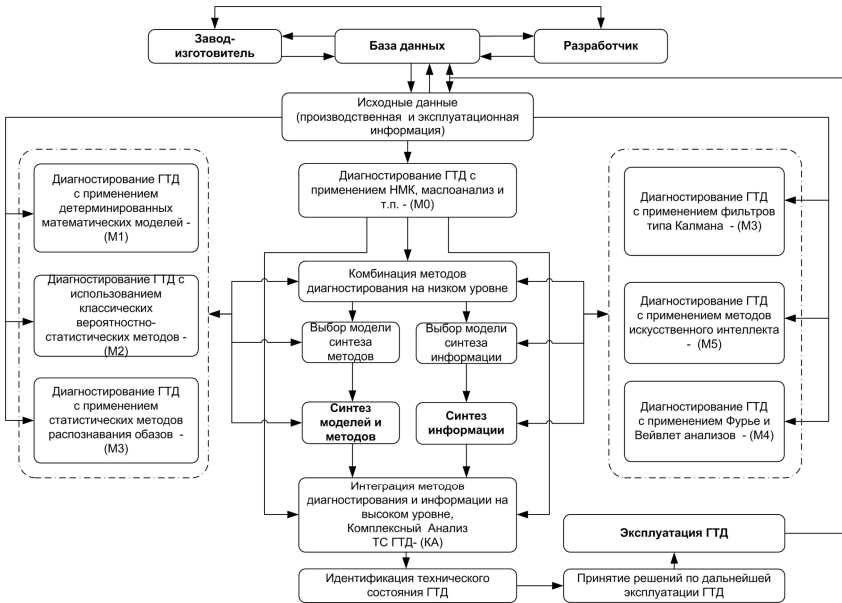 Завод-
изготовитель
База данных
Разработчик
Исходные данные
(производственная и эксплуатационная
информация)
Диагностирование ГТД
с применением
детерминированных
математических моделей -
(М1)
Диагностирование ГТД с
использованием
классических
вероятностно-
статистических методов -
(М2)
Диагностирование ГТД
с применением
статистических методов
распознавания обазов -
(М3)
Диагностирование ГТД с
применением НМК, маслоанализ и
т.п. - (М0)
Комбинация методов
диагностирования на низком уровне
Выбор модели
синтеза
методов
Выбор модели
синтеза
информации
Синтез
моделей и
методов
Синтез
информации
Интеграция методов
диагностирования и информации на
высоком уровне,
Комплексный Анализ
ТС ГТД- (КА)
Идентификация технического
состояния ГТД
Диагностирование ГТД
с применением фильтров
типа Калмана - (М3)
Диагностирование ГТД
с применением методов
искусственного интеллекта
- (М5)
Диагностирование ГТД
с применением Фурье и
Вейвлет анализов - (М4)
Эксплуатация ГТД
Принятие решений по дальнейшей
эксплуатации ГТД